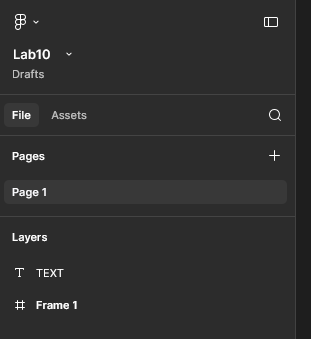 Lab10
Drafts
File Assets
Pages
Page 1
Layers
TEXT
Frame 1